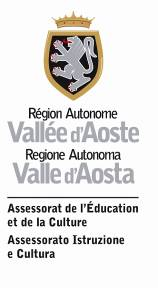 Région Autonome
Vallée d'Aoste
Regione Autonoma
Valle d'Aosta
Assessorat de l'Éducation
et de la Culture
Assessorato Istruzione
e Cultura